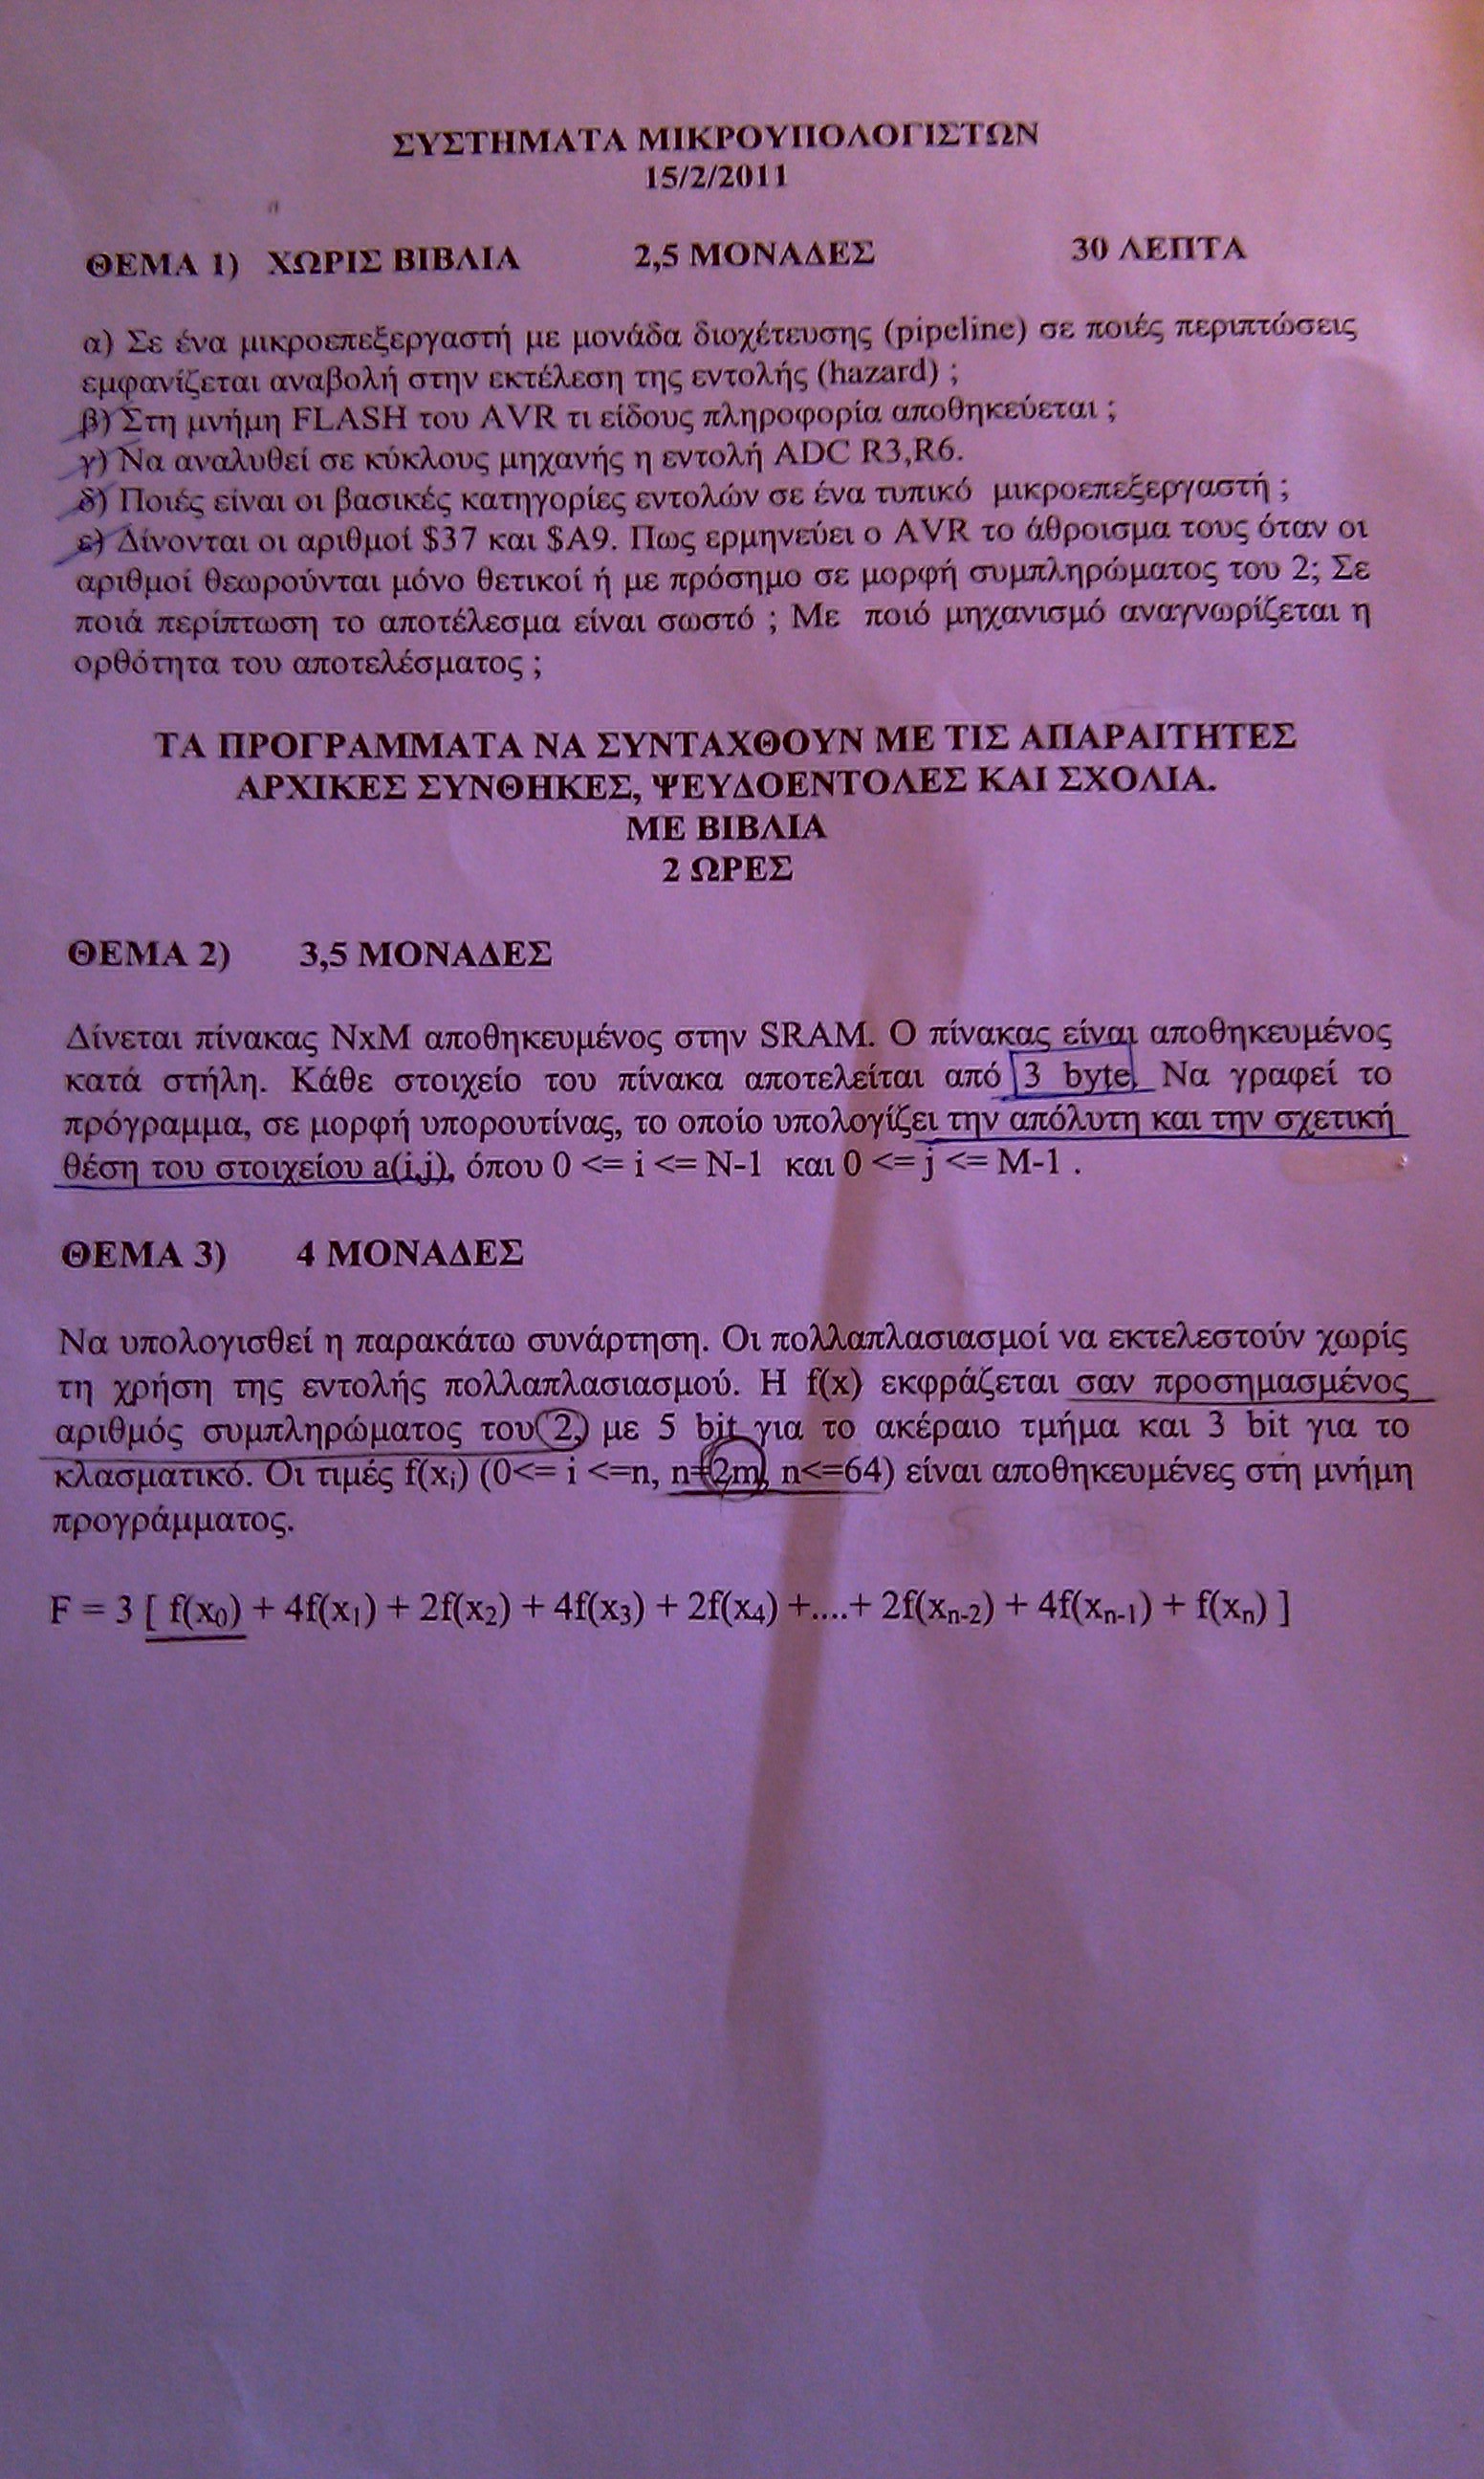 ΣΥΣΤΗΜΑΤΑ ΜΙΚΡΟΥΠΟΛΟΓΙΣΤΩΝ
15/2/2011
ΘΕΜΑ 1) ΧΩΡΙΣ ΒΙΒΛΙΑ 2,5 ΜΟΝΑΔΕΣ 30 ΛΕΠΤΑ
α) Σε ένα μικροεπεξεργαστή με μονάδα διοχέτευσης (pipeline) σε ποιές περιπτώσεις
εμφανίζεται αναβολή στην εκτέλεση της εντολής (hazard) ;
β) Στη μνήμη FLASH του AVR τι είδους πληροφορία αποθηκεύεται ;
γ) Να αναλυθεί σε κύκλους μηχανής η εντολή ADC R3,R6.
δ) Ποιές είναι οι βασικές κατηγορίες εντολών σε ένα τυπικό μικροεπεξεργαστή ;
ε) Δίνονται οι αριθμοί $37 και $A9. Πως ερμηνεύει ο AVR το άθροισμα τους όταν οι
αριθμοί θεωρούνται μόνο θετικοί ή με πρόσημο σε μορφή συμπληρώματος του 2; Σε
ποιά περίπτωση το αποτέλεσμα είναι σωστό ; Με ποιό μηχανισμό αναγνωρίζεται η
ορθότητα του αποτελέσματος ;
ΤΑ ΠΡΟΓΡΑΜΜΑΤΑ ΝΑ ΣΥΝΤΑΧΘΟΥΝ ΜΕ ΤΙΣ ΑΠΑΡΑΙΤΗΤΕΣ
ΑΡΧΙΚΕΣ ΣΥΝΘΗΚΕΣ, ΨΕΥΔΟΕΝΤΟΛΕΣ ΚΑΙ ΣΧΟΛΙΑ.
ΜΕ ΒΙΒΛΙΑ
2 ΩΡΕΣ
ΘΕΜΑ 2) 3,5 ΜΟΝΑΔΕΣ
Δίνεται πίνακας NxM αποθηκευμένος στην SRAM. Ο πίνακας είναι αποθηκευμένος
κατά στήλη. Κάθε στοιχείο του πίνακα αποτελείται από 3 byte. Να γραφεί το
πρόγραμμα, σε μορφή υπορουτίνας, το οποίο υπολογίζει την απόλυτη και την σχετική
θέση του στοιχείου a(i,j), όπου 0 <= i <= N-1 και 0 <= j <= M-1 .
ΘΕΜΑ 3) 4 ΜΟΝΑΔΕΣ
Να υπολογισθεί η παρακάτω συνάρτηση. Οι πολλαπλασιασμοί να εκτελεστούν χωρίς
τη χρήση της εντολής πολλαπλασιασμού. Η f(x) εκφράζεται σαν προσημασμένος
αριθμός συμπληρώματος του 2, με 5 bit για το ακέραιο τμήμα και 3 bit για το
κλασματικό. Οι τιμές f(xᵢ) (0<= i <=n, n=2m, n<=64) είναι αποθηκευμένες στη μνήμη
προγράμματος.
F = 3 [ f(x₀) + 4f(x₁) + 2f(x₂) + 4f(x₃) + 2f(x₄) +....+ 2f(xₙ₋₂) + 4f(xₙ₋₁) + f(xₙ) ]